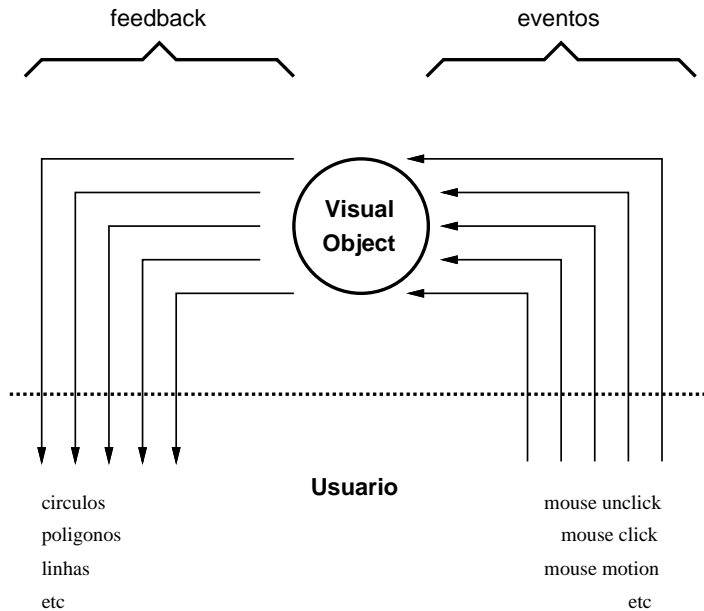 feedback
eventos
Visual
Object
Usuario
circulos
poligonos
linhas
etc
mouse unclick
mouse click
mouse motion
etc